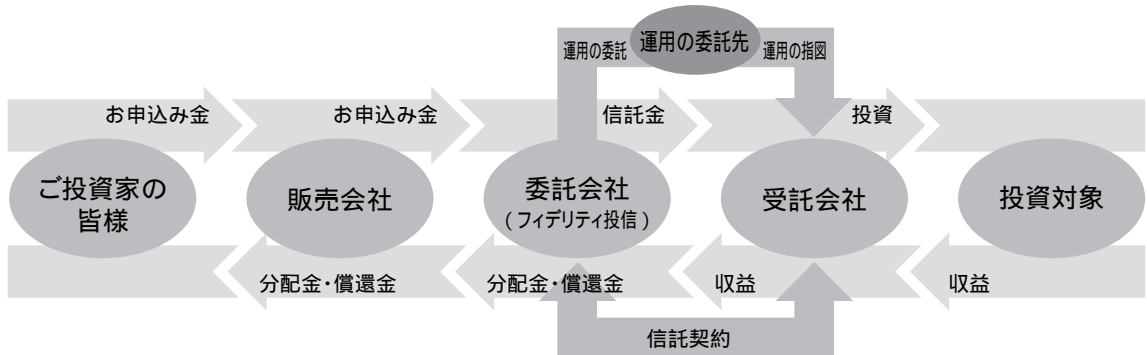 運用の委託
運用の委託先
運用の指図
お申込み金
お申込み金
信託金
投資
ご投資家の
皆様
販売会社
委託会社
(フィデリティ投信)
受託会社
投資対象
分配金・償還金
分配金・償還金
収益
収益
信託契約